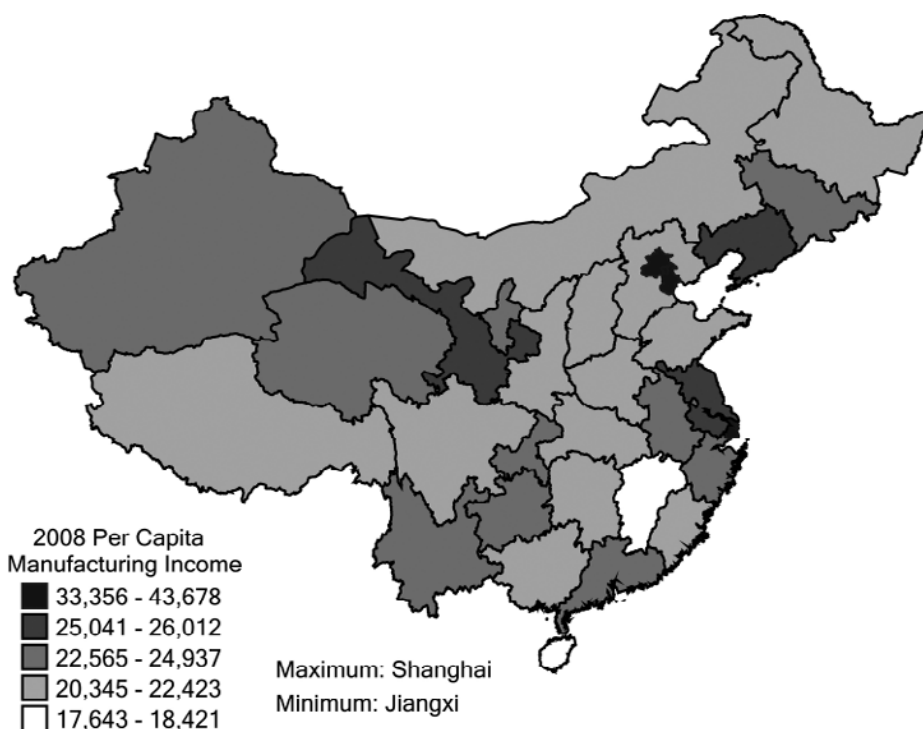 2008 Per Capita
Manufacturing Income
33,356 - 43,678
25,041 - 26,012
22,565 - 24,937
20,345 - 22,423
17,643 - 18,421
Maximum: Shanghai
Minimum: Jiangxi